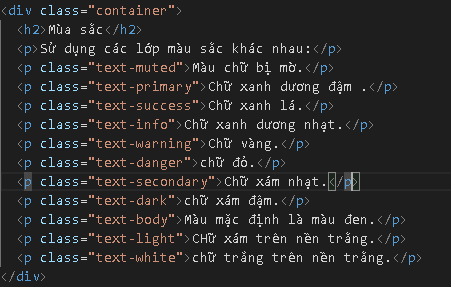 <div class="container">
<h2>Mùa sắc</h2>
<p>Sử dụng các lớp màu sắc khác nhau:</p>
<p class="text-muted">Màu chữ bị mờ.</p>
<p class="text-primary">Chữ xanh dương đậm .</p>
<p class="text-success">Chữ xanh lá.</p>
<p class="text-info">Chữ xanh dương nhạt.</p>
<p class="text-warning">Chữ vàng.</p>
<p class="text-danger">chữ đỏ.</p>
<p class="text-secondary">Chữ xám nhạt.</p>
<p class="text-dark">chữ xám đậm.</p>
<p class="text-body">Màu mặc định là màu đen.</p>
<p class="text-light">CHữ xám trên nền trắng.</p>
<p class="text-white">chữ trắng trên nền trắng.</p>
</div>